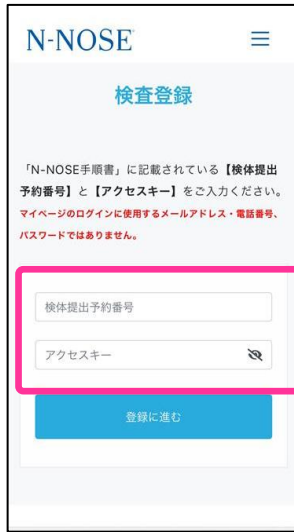 N-NOSE
検査登録
「N-NOSE手順書」に記載されている【検体提出
予約番号】と【アクセスキー】をご入力ください。
マイページのログインに使用するメールアドレス・電話番号、
パスワードではありません。
検体提出予約番号
アクセスキー
登録に進む